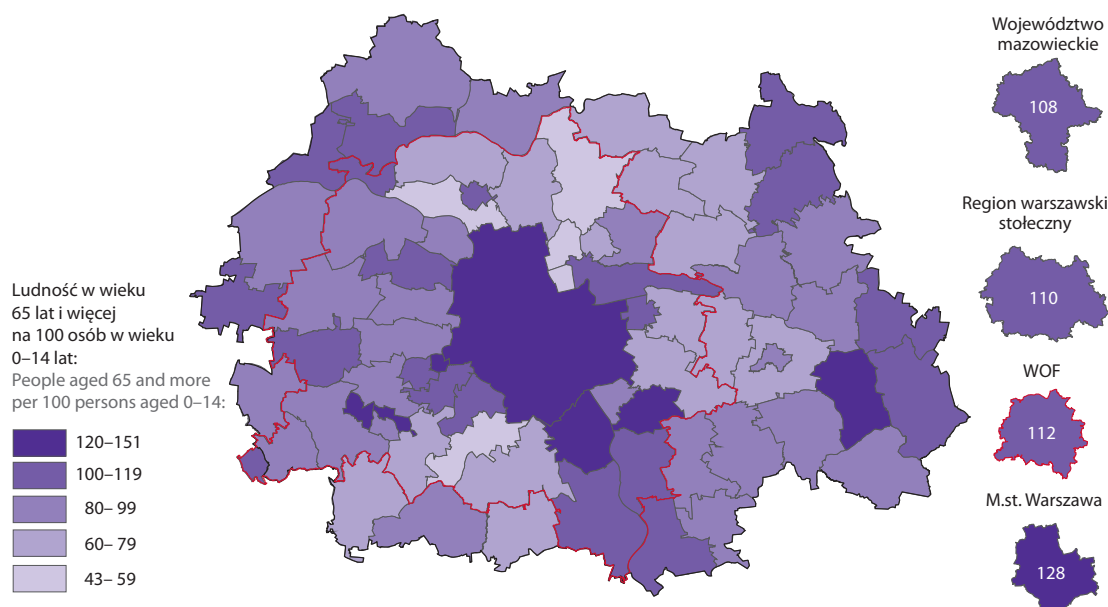 Województwo
mazowieckie
108
Region warszawski
stołeczny
110
WOF
112
M.st. Warszawa
128
Ludność w wieku
65 lat i więcej
na 100 osób w wieku
0–14 lat:
People aged 65 and more
per 100 persons aged 0–14:
120–151
100–119
80– 99
60– 79
43– 59